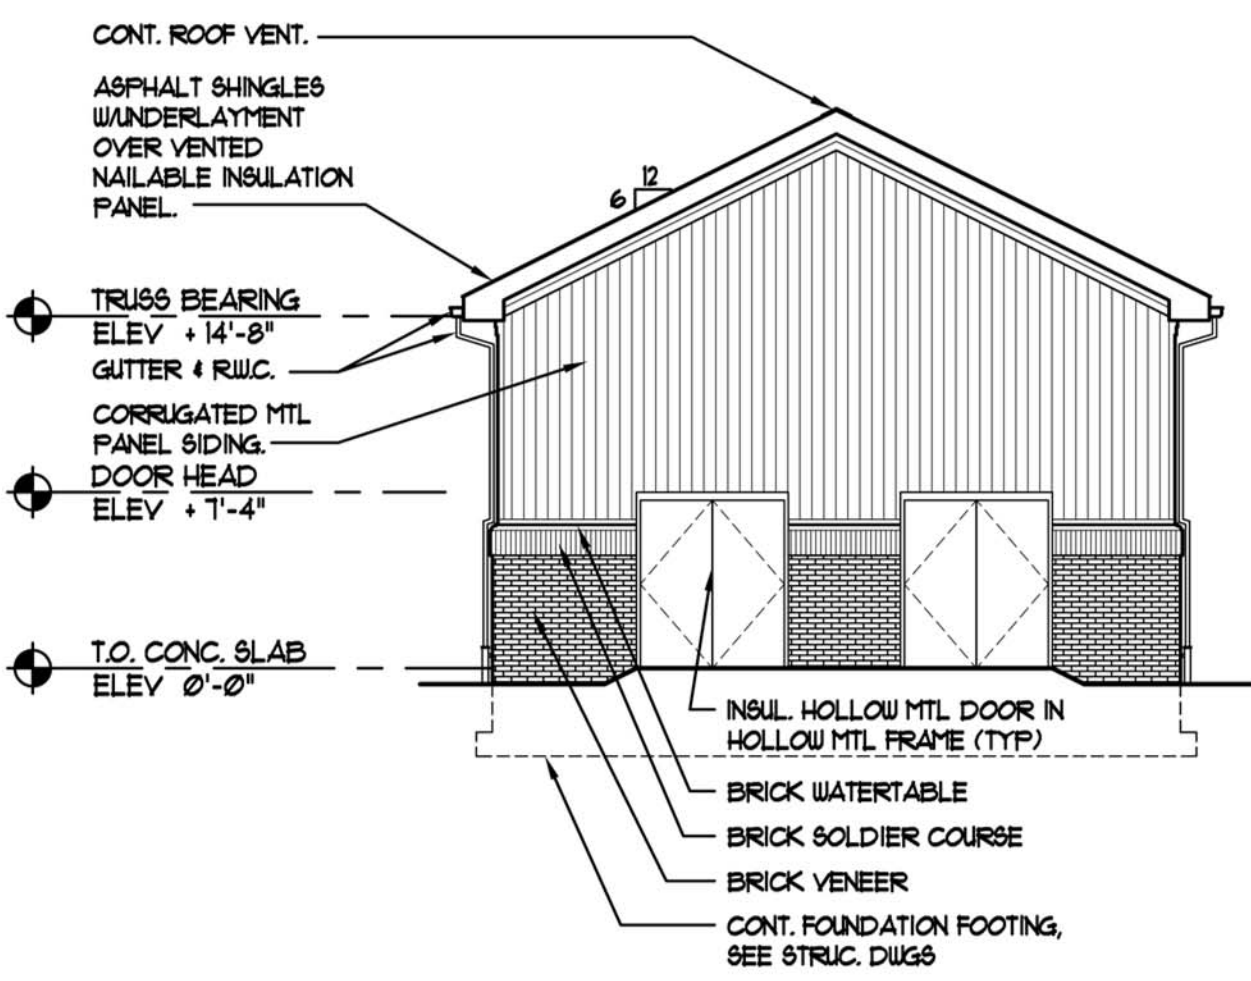 CONT. ROOF VENT.
ASPHALT SHINGLES
W/UNDERLAYMENT
OVER VENTED
NAILABLE INSULATION
PANEL.
12
6
TRUSS BEARING
ELEV + 14'-8"
GUTTER & R.W.C.
CORRUGATED MTL
PANEL SIDING.
DOOR HEAD
ELEV + 7'-4"
T.O. CONC. SLAB
ELEV 0'-0"
INSUL. HOLLOW MTL DOOR IN
HOLLOW MTL FRAME (TYP)
BRICK WATERTABLE
BRICK SOLDIER COURSE
BRICK VENEER
CONT. FOUNDATION FOOTING,
SEE STRUC. DWGS